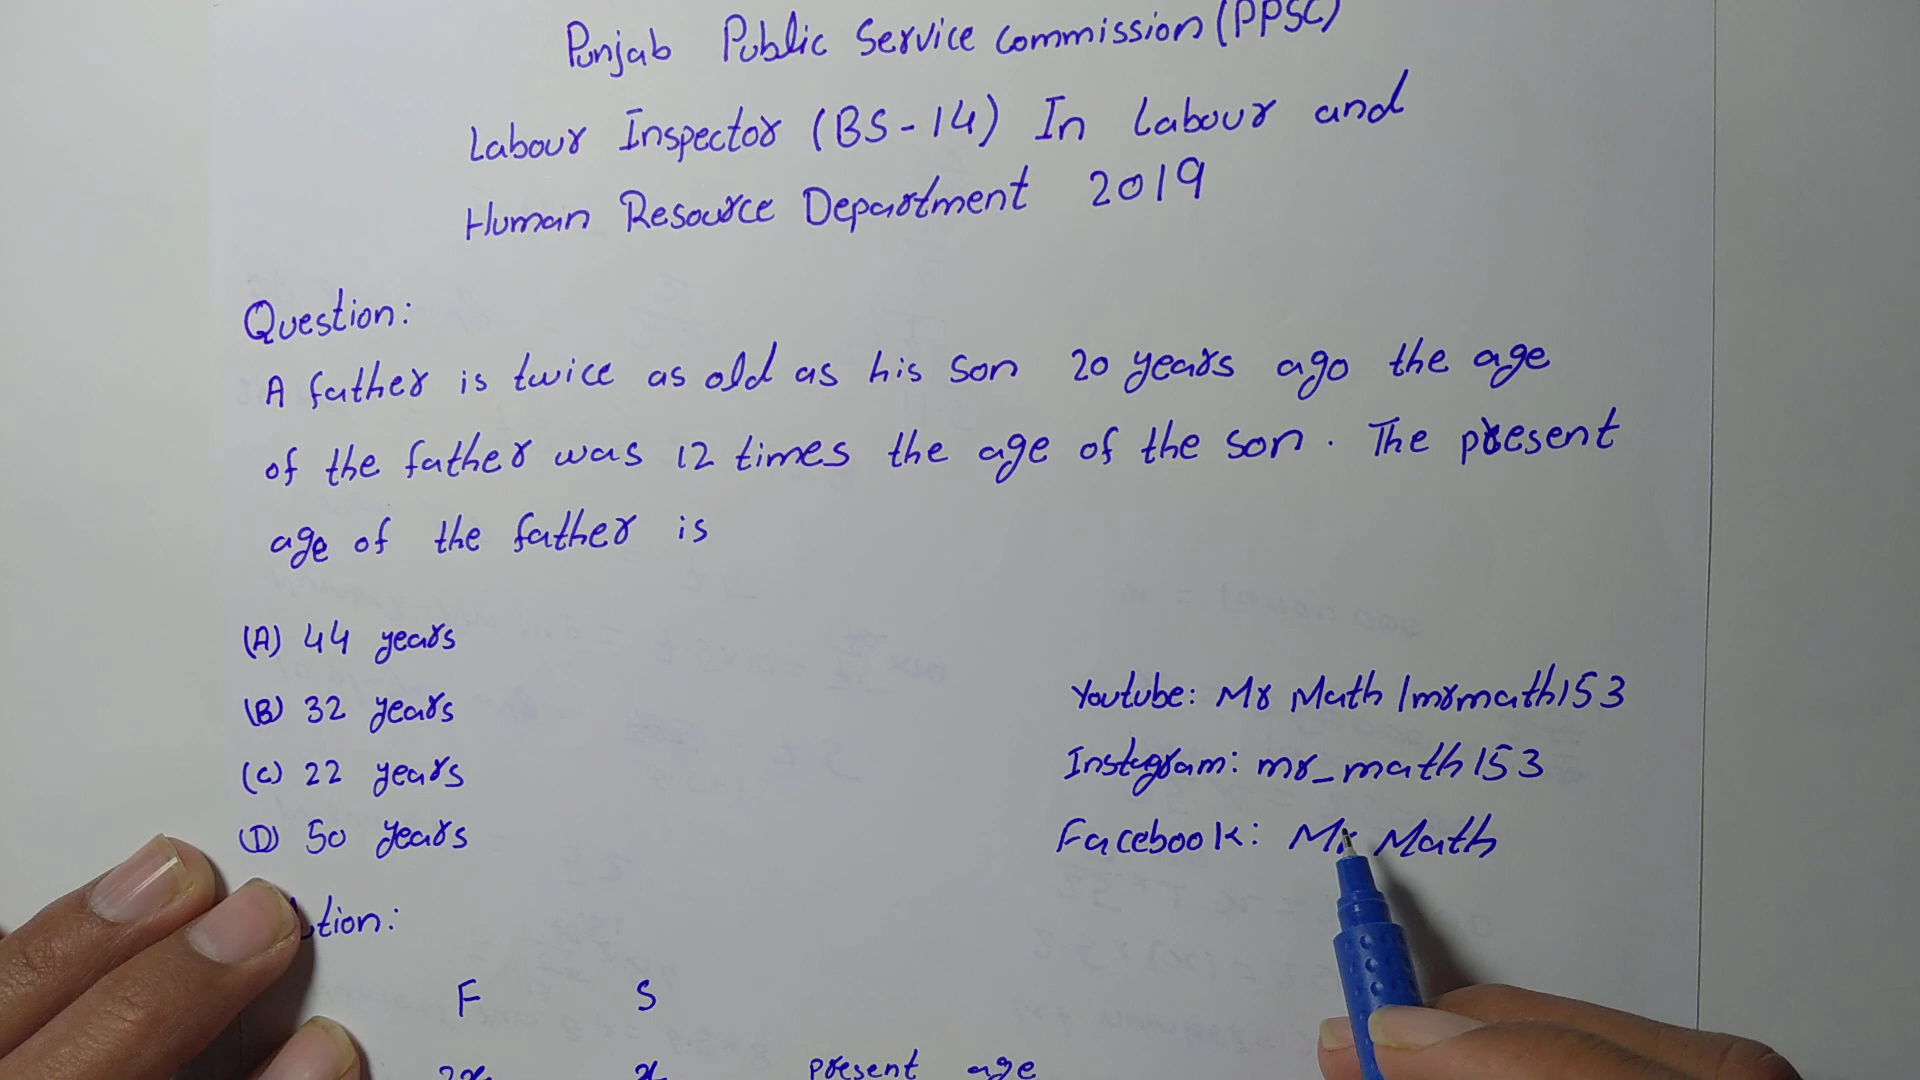 Punjab Public Service Commission (PPSC)
Labour Inspector (BS-14) In Labour and
Human Resource Department 2019
Question:
A father is twice as old as his son 20 years ago the age
of the father was 12 times the age of the son. The present
age of the father is
(A) 44 years
(B) 32 years
(C) 22 years
(D) 50 years
Youtube: Mr Math /mrmath153
Instegram: mr_math153
Facebook: Mr Math
tion:
F S
2x x present age